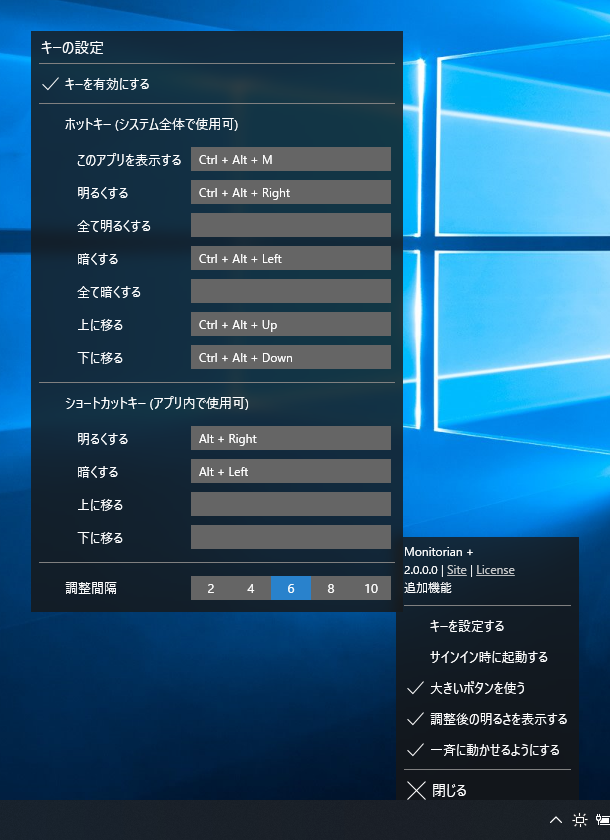 キーの設定
キーを有効にする
ホットキー (システム全体で使用可)
このアプリを表示する Ctrl + Alt + M
明るくする Ctrl + Alt + Right
全て明るくする
暗くする Ctrl + Alt + Left
全て暗くする
上に移る Ctrl + Alt + Up
下に移る Ctrl + Alt + Down
ショートカットキー (アプリ内で使用可)
明るくする Alt + Right
暗くする Alt + Left
上に移る
下に移る
調整間隔 2 4 6 8 10
Monitorian +
2.0.0.0 | Site | License
追加機能
キーを設定する
サインイン時に起動する
大きいボタンを使う
調整後の明るさを表示する
一斉に動かせるようにする
閉じる